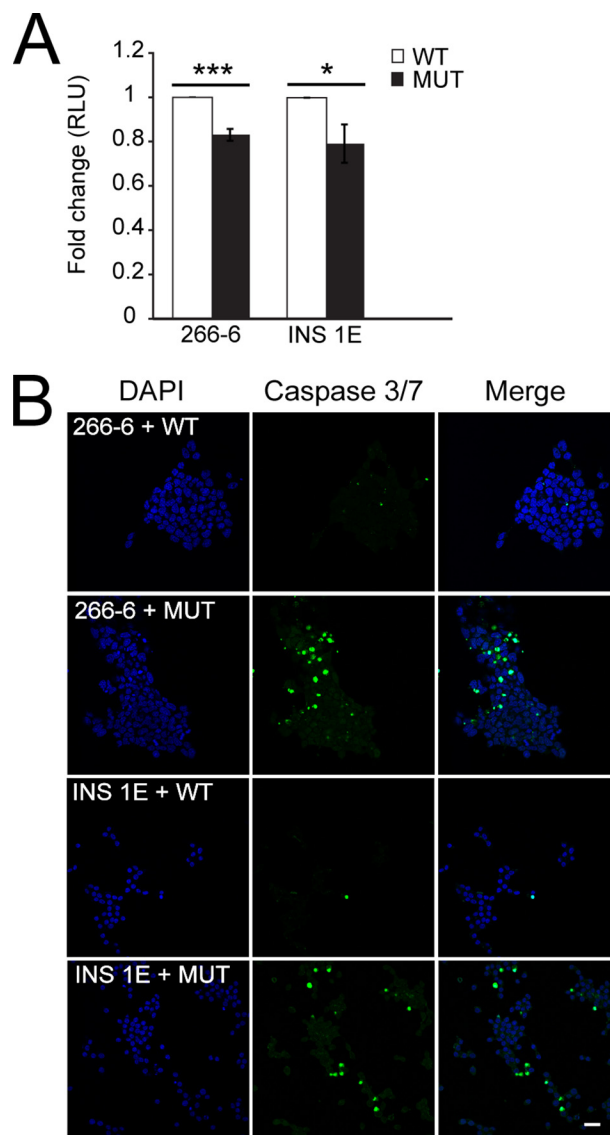 A
Fold change (RLU)
1.2
1
0.8
0.6
0.4
0.2
0
***
*
WT
MUT
266-6
INS 1E
B
DAPI
Caspase 3/7
Merge
266-6 + WT
266-6 + MUT
INS 1E + WT
INS 1E + MUT